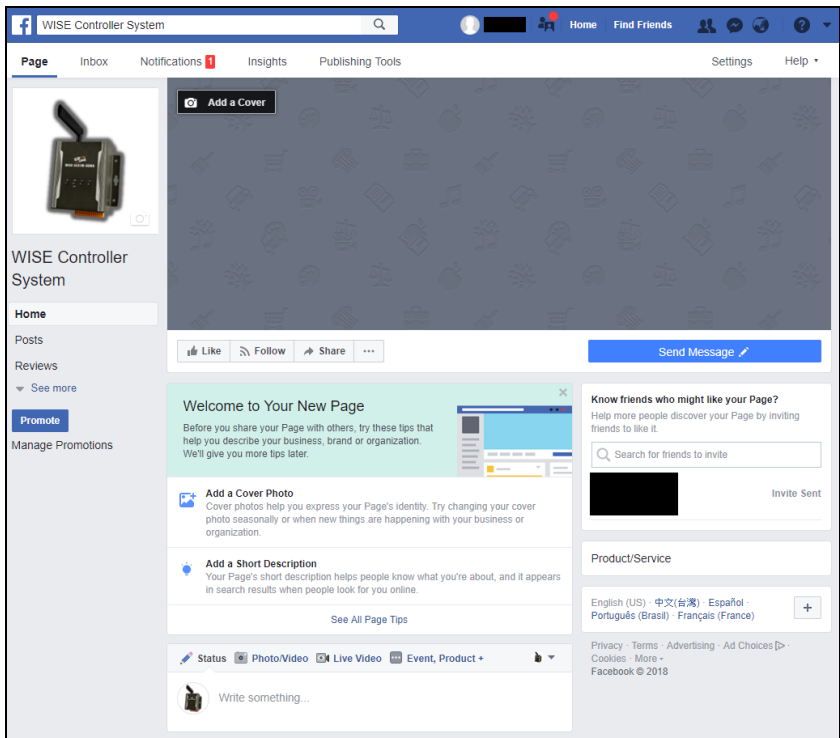 WISE Controller System
Home
Find Friends
Page
Inbox
Notifications 1
Insights
Publishing Tools
Settings
Help
Add a Cover
WISE Controller
System
Home
Posts
Reviews
See more
Promote
Manage Promotions
Like
Follow
Share
Send Message
Welcome to Your New Page
Before you share your Page with others, try these tips that
help you describe your business, brand or organization.
We'll give you more tips later.
Add a Cover Photo
Cover photos help you express your Page's identity. Try changing your cover
photo seasonally or when new things are happening with your business or
organization.
Add a Short Description
Your Page's short description helps people know what you're about, and it appears
in search results when people look for you online.
See All Page Tips
Status
Photo/Video
Live Video
Event, Product +
Write something...
Know friends who might like your Page?
Help more people discover your Page by inviting
friends to like it.
Search for friends to invite
Invite Sent
Product/Service
English (US) · 中文(台灣) · Español ·
Português (Brasil) · Français (France)
+
Privacy · Terms · Advertising · Ad Choices ·
Cookies · More
Facebook © 2018